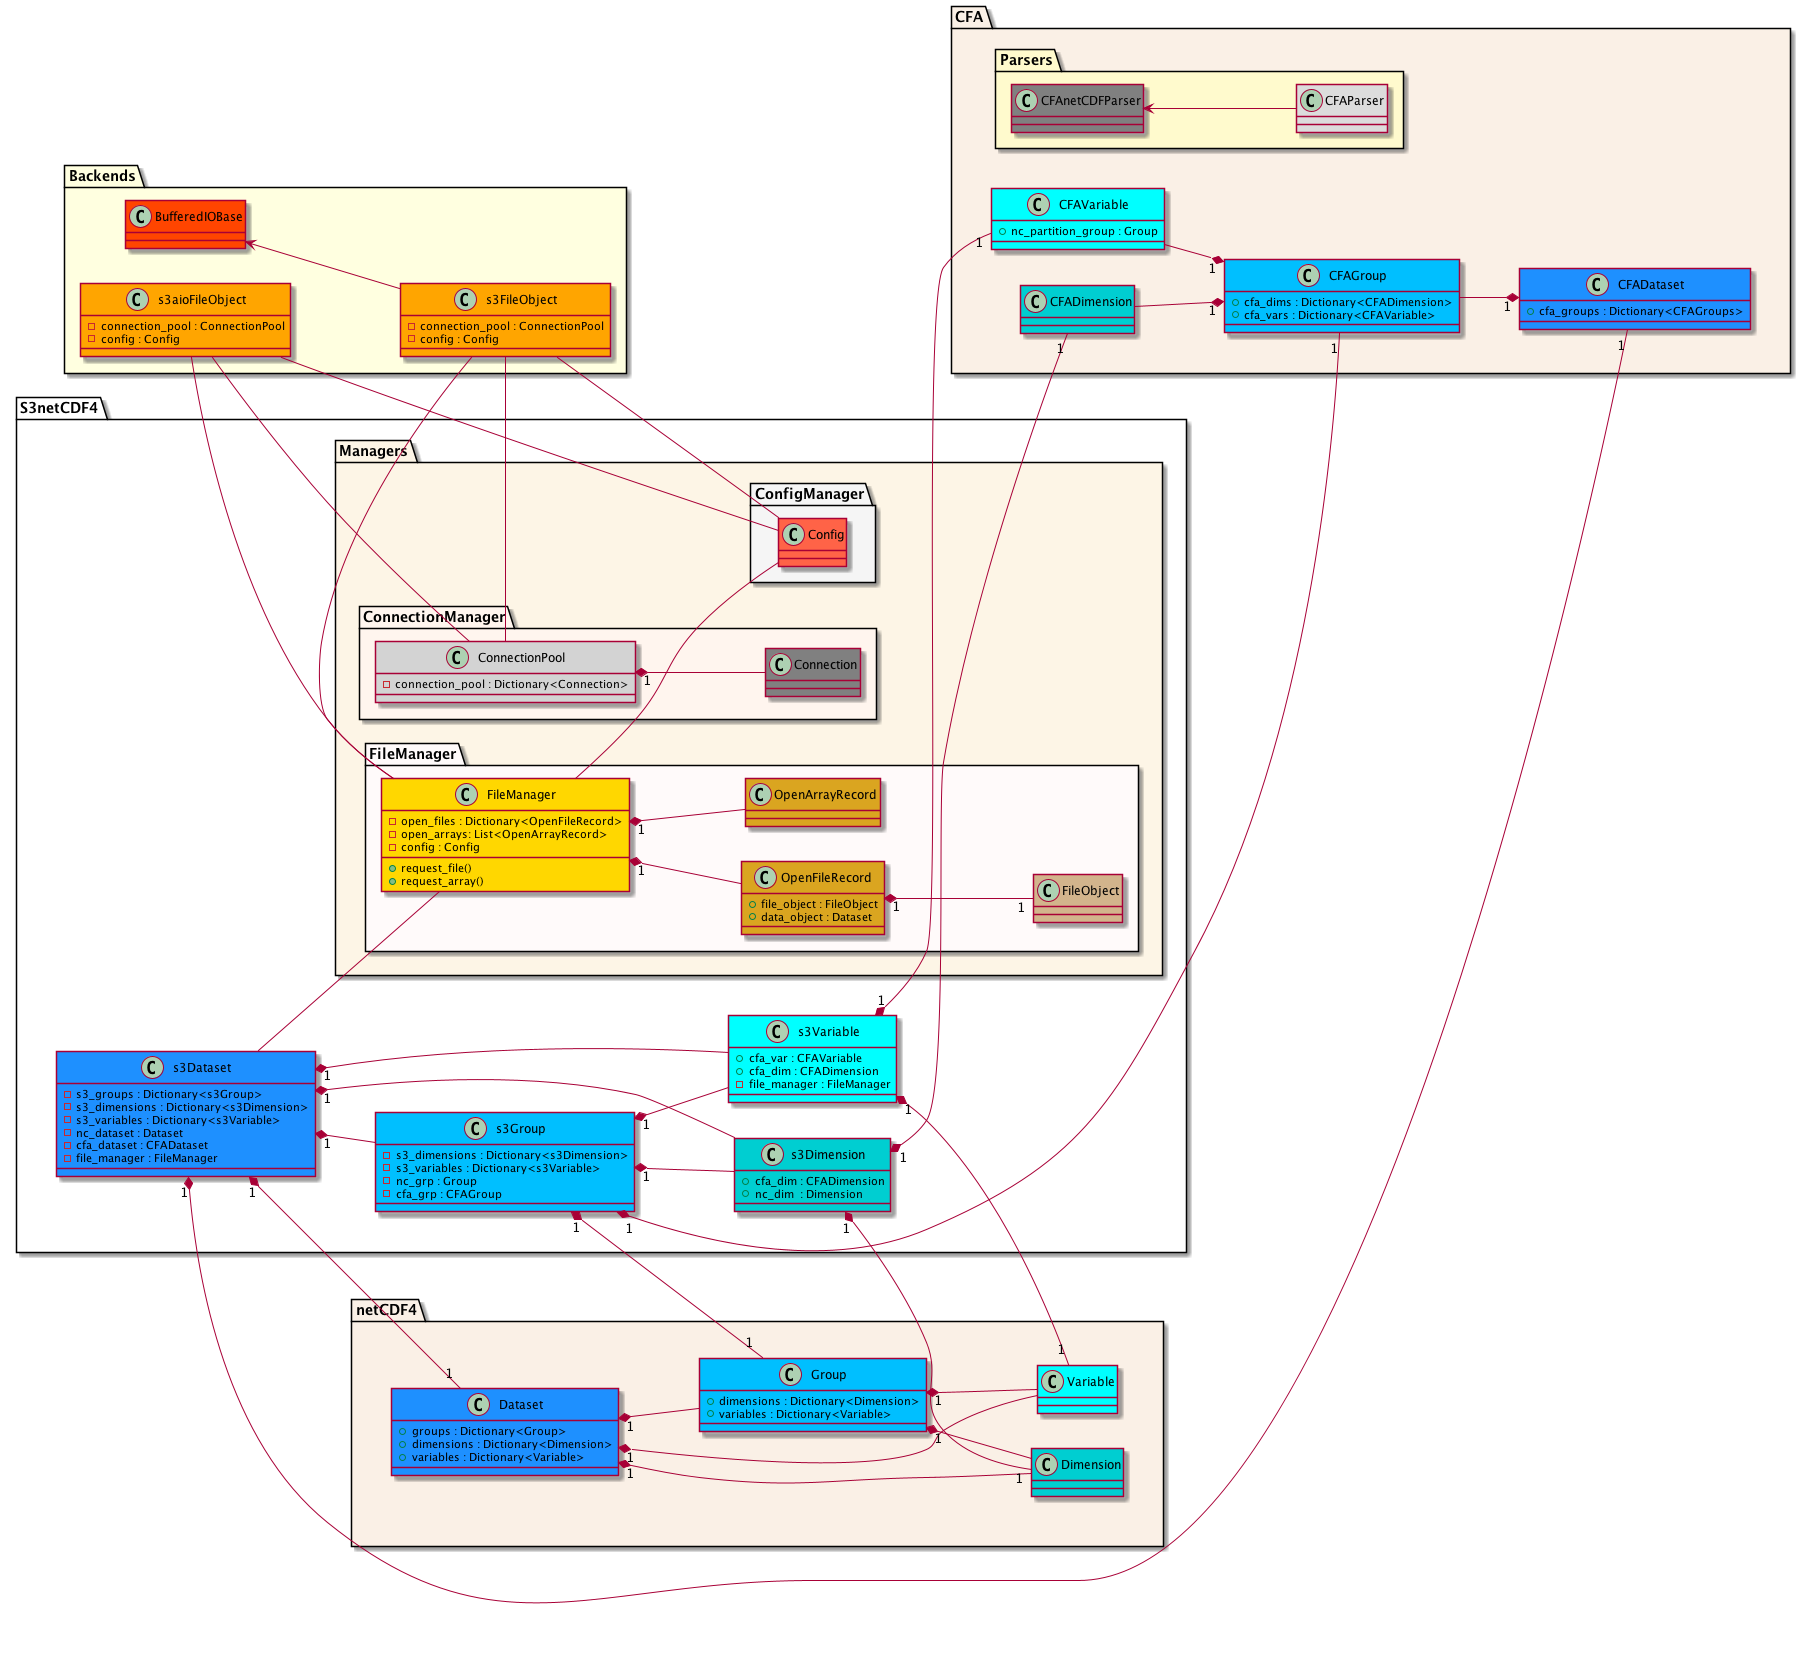 CFA
Parsers
C CFAnetCDFParser
C CFAParser
Backends
C BufferedIOBase
C CFAVariable
nc_partition_group : Group
1
1
C CFAGroup
cfa_dims : Dictionary<CFADimension>
cfa_vars : Dictionary<CFAVariable>
C CFADataset
cfa_groups : Dictionary<CFAGroups>
C s3aioFileObject
connection_pool : ConnectionPool
config : Config
C s3FileObject
connection_pool : ConnectionPool
config : Config
C CFADimension
1
1
1
1
1
S3netCDF4
Managers
ConfigManager
C Config
ConnectionManager
C ConnectionPool
connection_pool : Dictionary<Connection>
1
C Connection
FileManager
C FileManager
open_files : Dictionary<OpenFileRecord>
open_arrays: List<OpenArrayRecord>
config : Config
request_file()
request_array()
1
1
C OpenArrayRecord
C OpenFileRecord
file_object : FileObject
data_object : Dataset
1
1
C FileObject
1
C s3Variable
cfa_var : CFAVariable
cfa_dim : CFADimension
file_manager : FileManager
1
C s3Dataset
s3_groups : Dictionary<s3Group>
s3_dimensions : Dictionary<s3Dimension>
s3_variables : Dictionary<s3Variable>
nc_dataset : Dataset
cfa_dataset : CFADataset
file_manager : FileManager
1
1
1
1
1
C s3Group
s3_dimensions : Dictionary<s3Dimension>
s3_variables : Dictionary<s3Variable>
nc_grp : Group
cfa_grp : CFAGroup
1
1
1
1
C s3Dimension
cfa_dim : CFADimension
nc_dim : Dimension
1
1
netCDF4
1
1
1
C Group
dimensions : Dictionary<Dimension>
variables : Dictionary<Variable>
1
1
C Variable
C Dataset
groups : Dictionary<Group>
dimensions : Dictionary<Dimension>
variables : Dictionary<Variable>
1
1
1
1
C Dimension